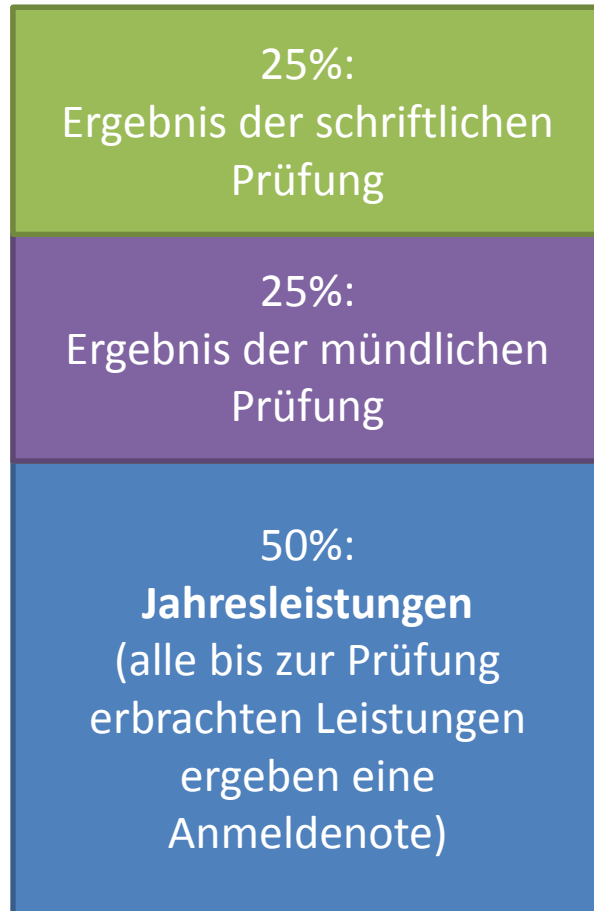 25%:
Ergebnis der schriftlichen
Prüfung
25%:
Ergebnis der mündlichen
Prüfung
50%:
Jahresleistungen
(alle bis zur Prüfung
erbrachten Leistungen
ergeben eine
Anmeldenote)